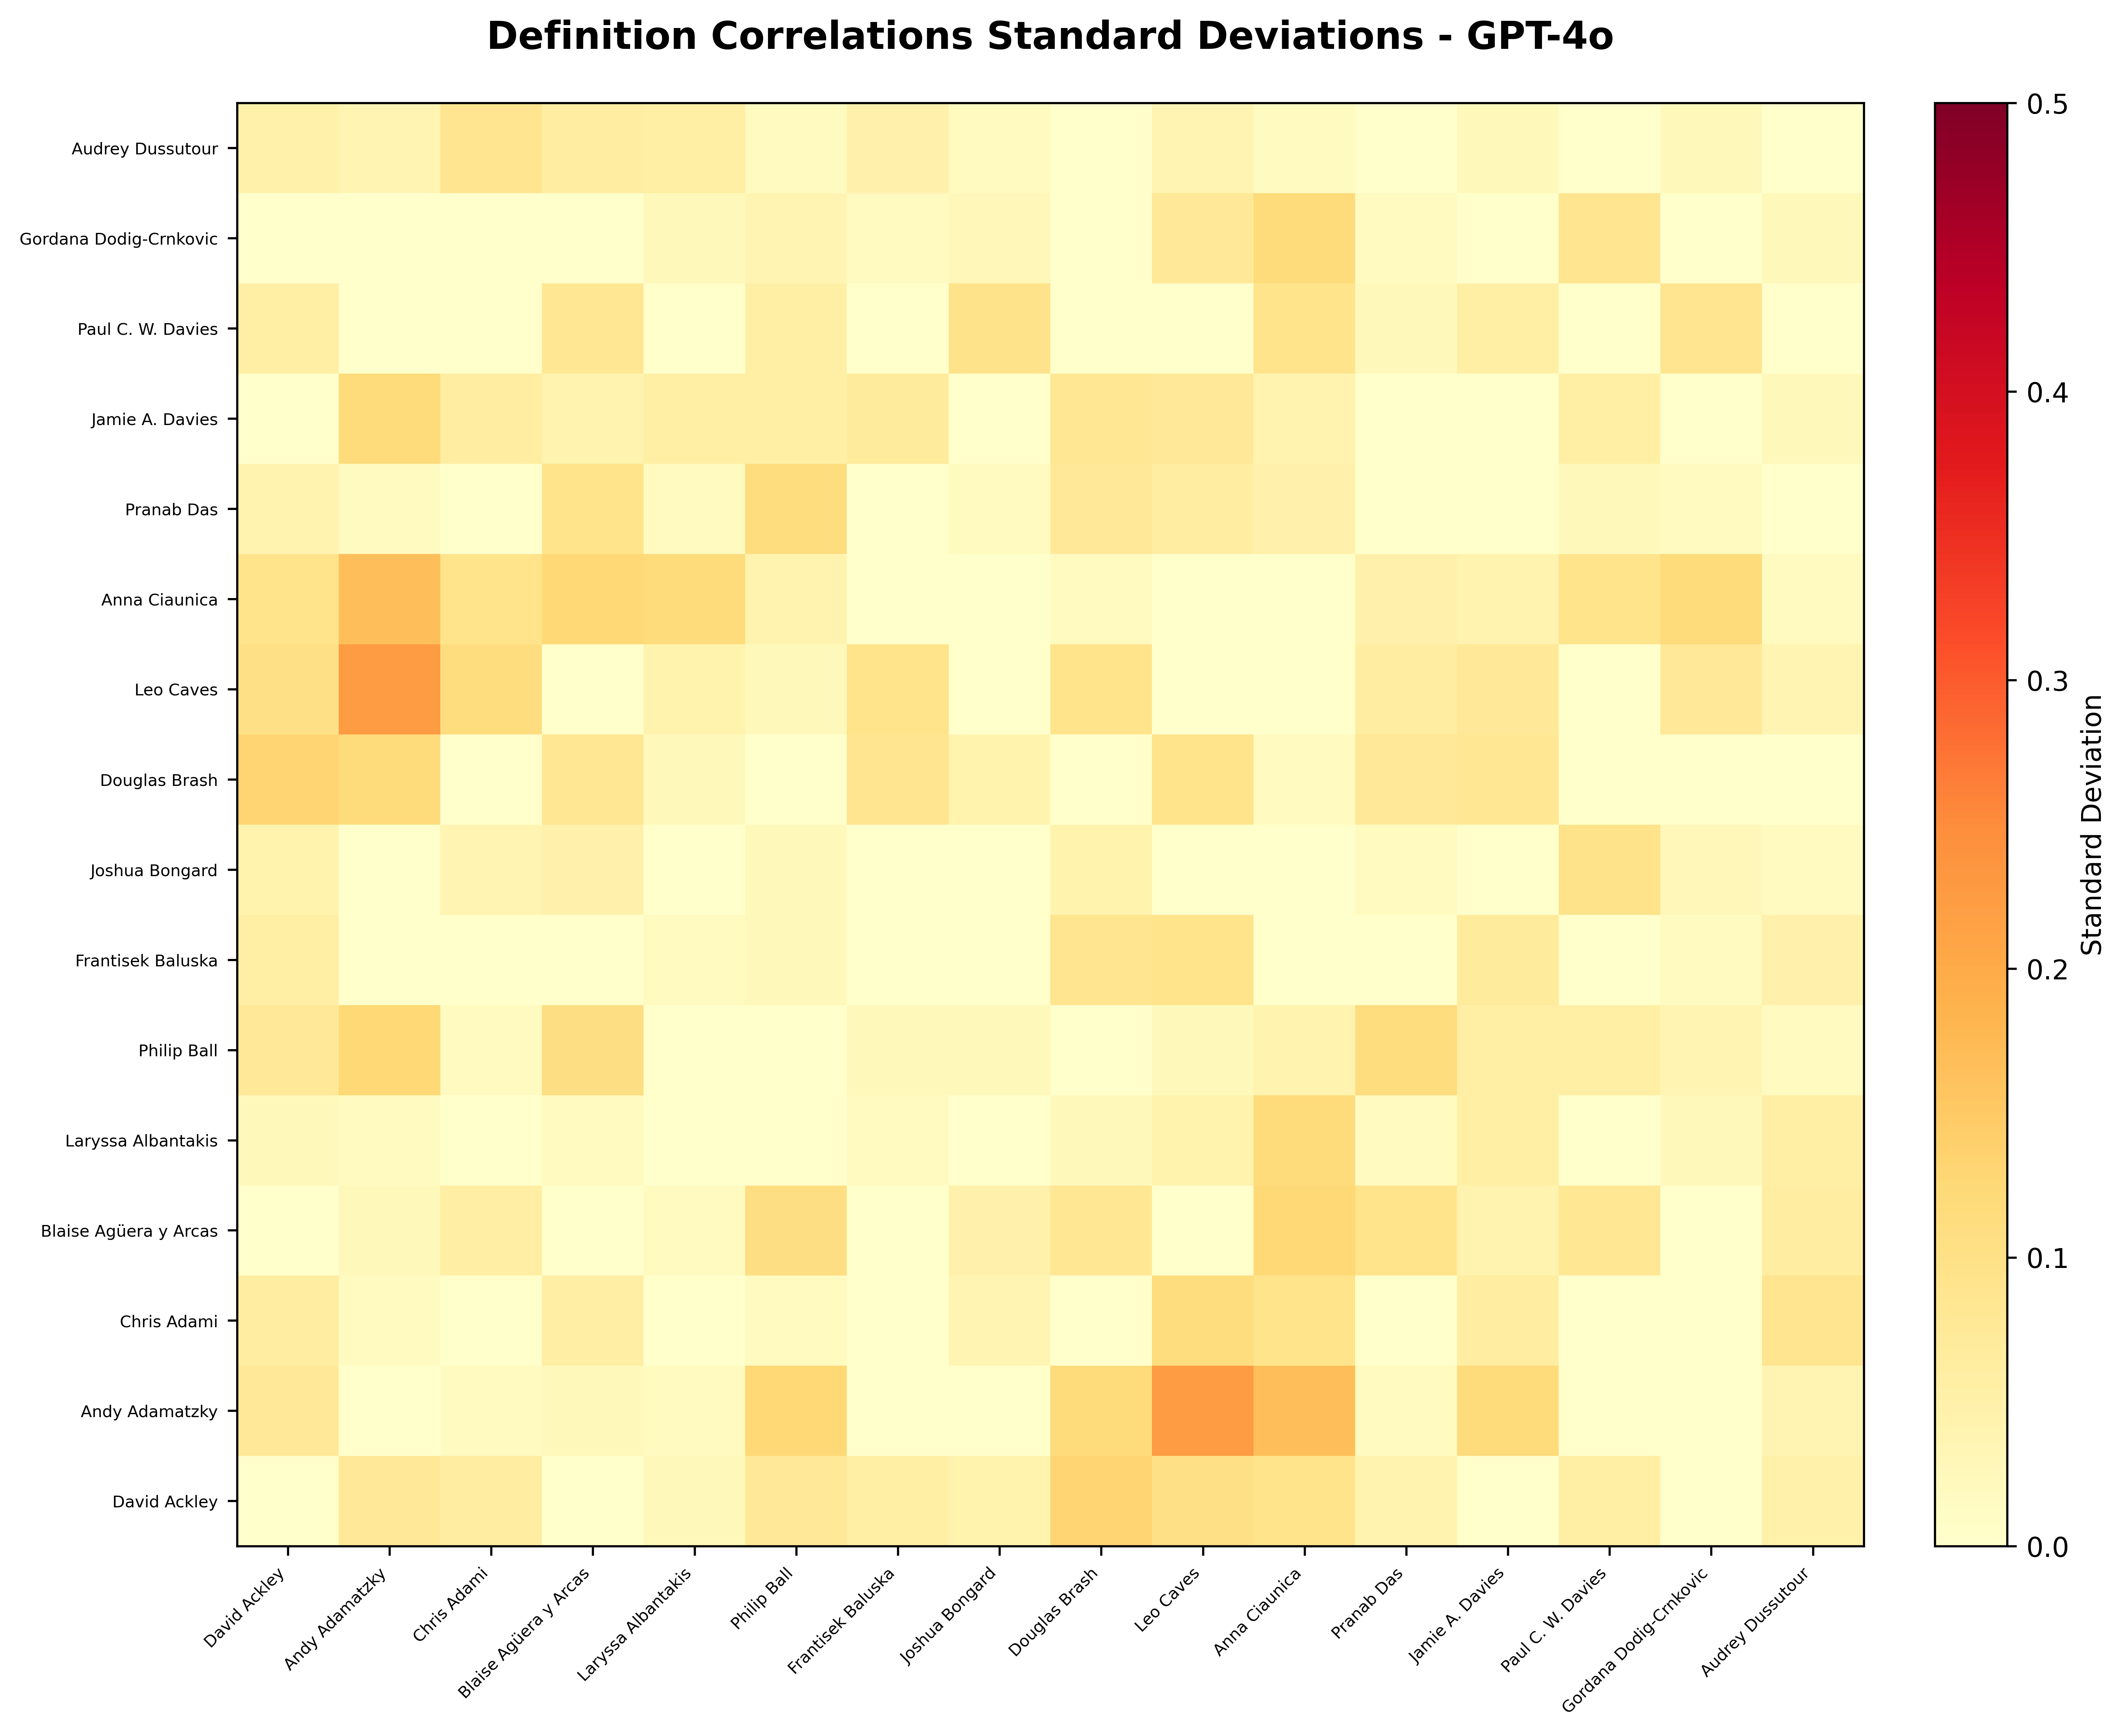 Definition Correlations Standard Deviations - GPT-4o
Audrey Dussutour
Gordana Dodig-Crnkovic
Paul C. W. Davies
Jamie A. Davies
Pranab Das
Anna Ciaunica
Leo Caves
Douglas Brash
Joshua Bongard
Frantisek Baluska
Philip Ball
Laryssa Albantakis
Blaise Agüera y Arcas
Chris Adami
Andy Adamatzky
David Ackley
David Ackley
Andy Adamatzky
Chris Adami
Blaise Agüera y Arcas
Laryssa Albantakis
Philip Ball
Frantisek Baluska
Joshua Bongard
Douglas Brash
Leo Caves
Anna Ciaunica
Pranab Das
Jamie A. Davies
Paul C. W. Davies
Gordana Dodig-Crnkovic
Audrey Dussutour
0.5
0.4
0.3
0.2
0.1
0.0
Standard Deviation